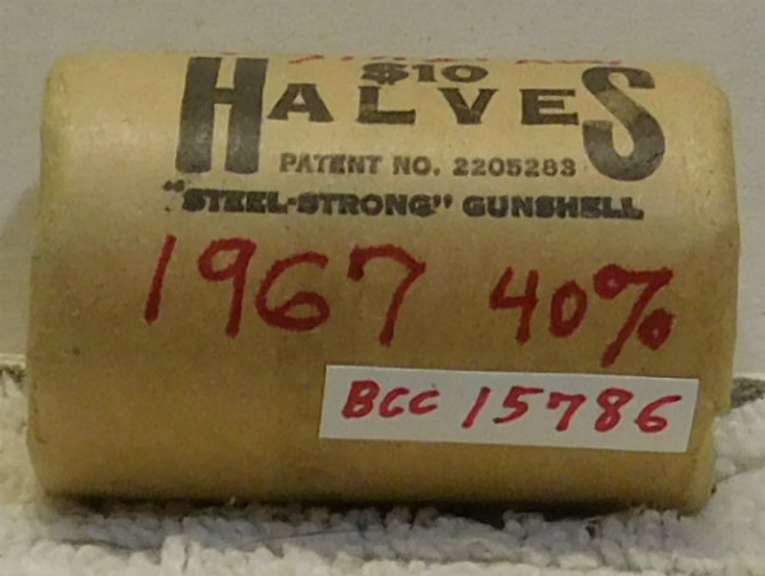 $10
HALVES
PATENT NO. 2205283
"STEEL-STRONG" GUNSHELL
1967 40%
BCC 15786